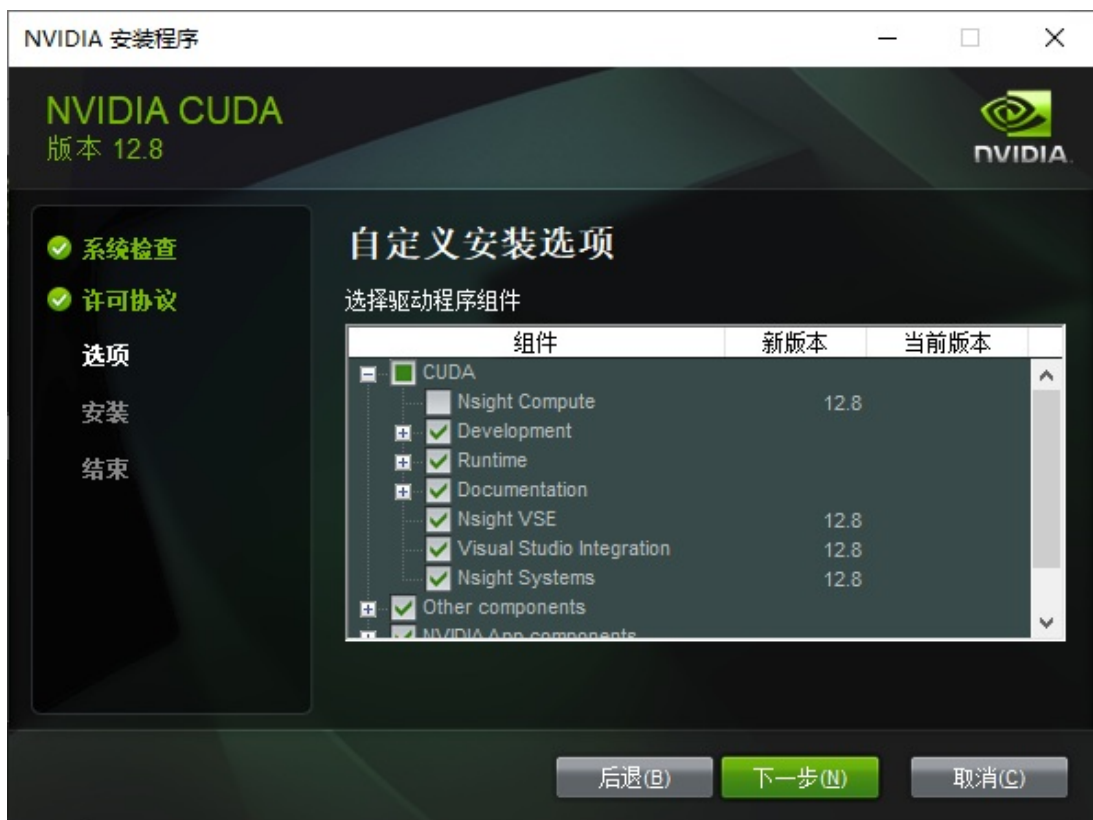 NVIDIA 安装程序
NVIDIA CUDA
版本 12.8
NVIDIA.
系统检查
许可协议
选项
安装
结束
自定义安装选项
选择驱动程序组件
组件 新版本 当前版本
CUDA
Nsight Compute 12.8
Development
Runtime
Documentation
Nsight VSE 12.8
Visual Studio Integration 12.8
Nsight Systems 12.8
Other components
NVIDIA App components
后退(B) 下一步(N) 取消(C)